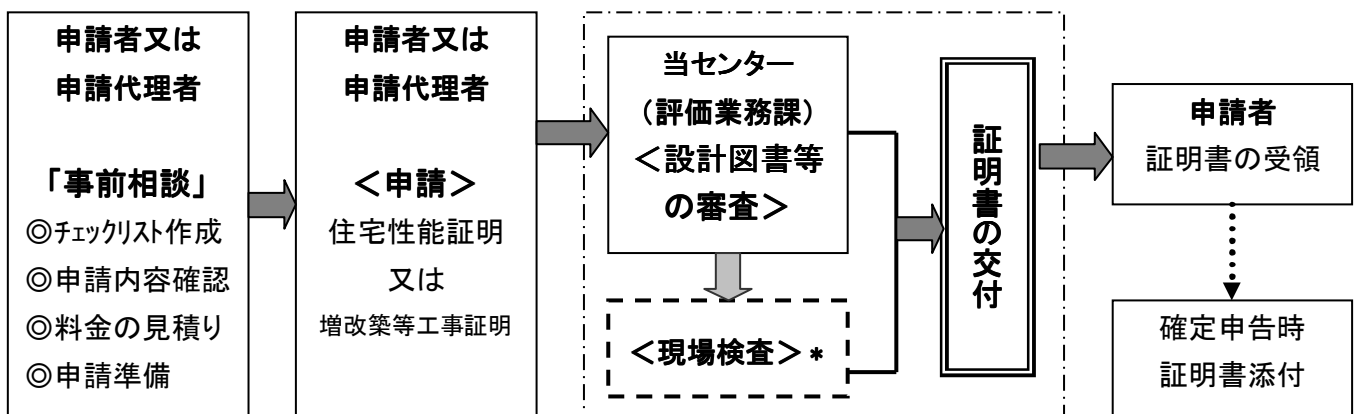 申請者又は
申請代理者
「事前相談」
◎チェックリスト作成
◎申請内容確認
◎料金の見積り
◎申請準備
申請者又は
申請代理者
＜申請＞
住宅性能証明
又は
増改築等工事証明
当センター
（評価業務課）
＜設計図書等
の審査＞
＜現場検査＞*
証明書の交付
申請者
証明書の受領
確定申告時
証明書添付